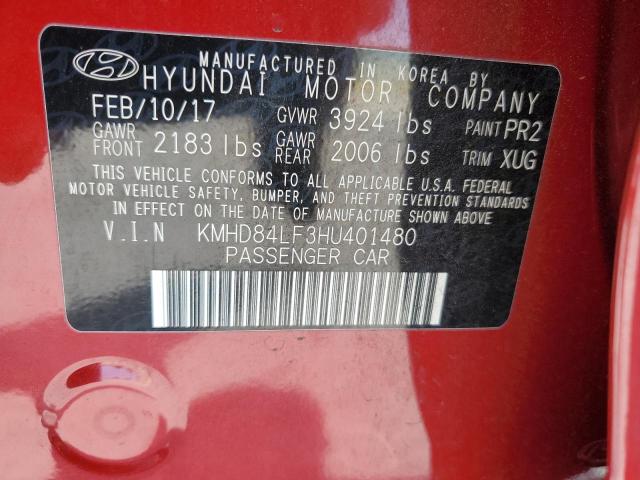 MANUFACTURED IN KOREA BY
HYUNDAI MOTOR COMPANY
FEB/10/17 GVWR 3924 lbs PAINT PR2
GAWR FRONT 2183 lbs GAWR REAR 2006 lbs TRIM XUG
THIS VEHICLE CONFORMS TO ALL APPLICABLE U.S.A. FEDERAL
MOTOR VEHICLE SAFETY, BUMPER, AND THEFT PREVENTION STANDARDS
IN EFFECT ON THE DATE OF MANUFACTURE SHOWN ABOVE.
V.I.N KMHD84LF3HU401480
PASSENGER CAR